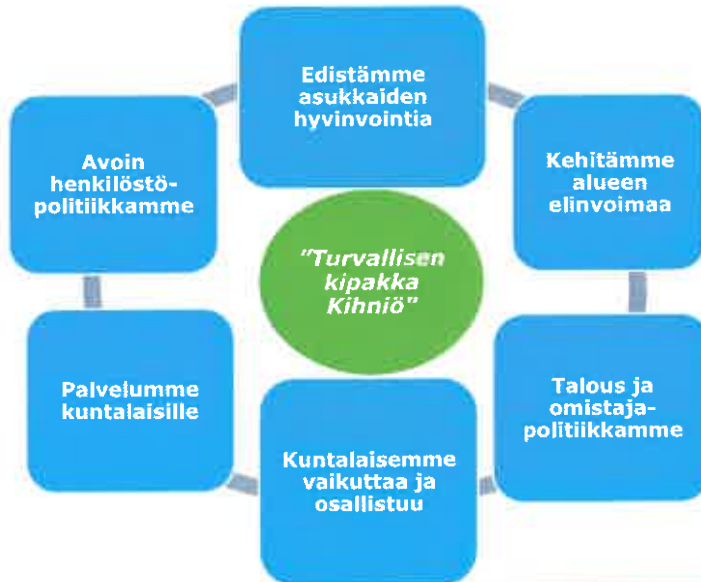 Edistämme
asukkaiden
hyvinvointia
Kehitämme
alueen
elinvoimaa
Talous ja
omistaja-
politiikkamme
Kuntalaisemme
vaikuttaa ja
osallistuu
Palvelumme
kuntalaisille
Avoin
henkilöstö-
politiikkamme
"Turvallisen
kipakka
Kihniö"